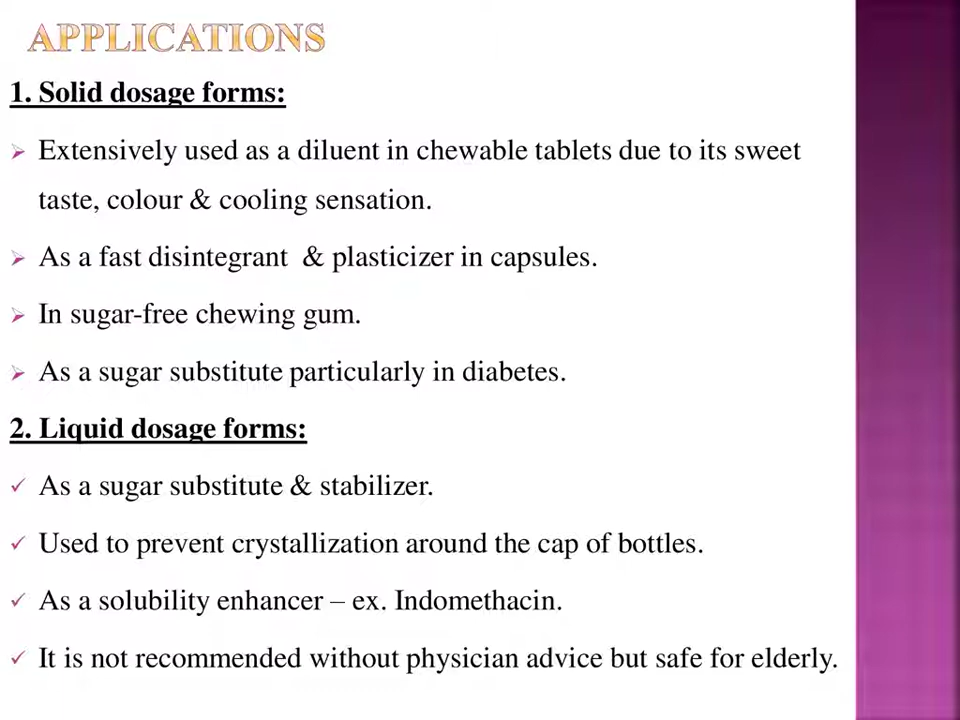 APPLICATIONS
1. Solid dosage forms:
➢ Extensively used as a diluent in chewable tablets due to its sweet
taste, colour & cooling sensation.
➢ As a fast disintegrant & plasticizer in capsules.
➢ In sugar-free chewing gum.
➢ As a sugar substitute particularly in diabetes.
2. Liquid dosage forms:
✓ As a sugar substitute & stabilizer.
✓ Used to prevent crystallization around the cap of bottles.
✓ As a solubility enhancer – ex. Indomethacin.
✓ It is not recommended without physician advice but safe for elderly.